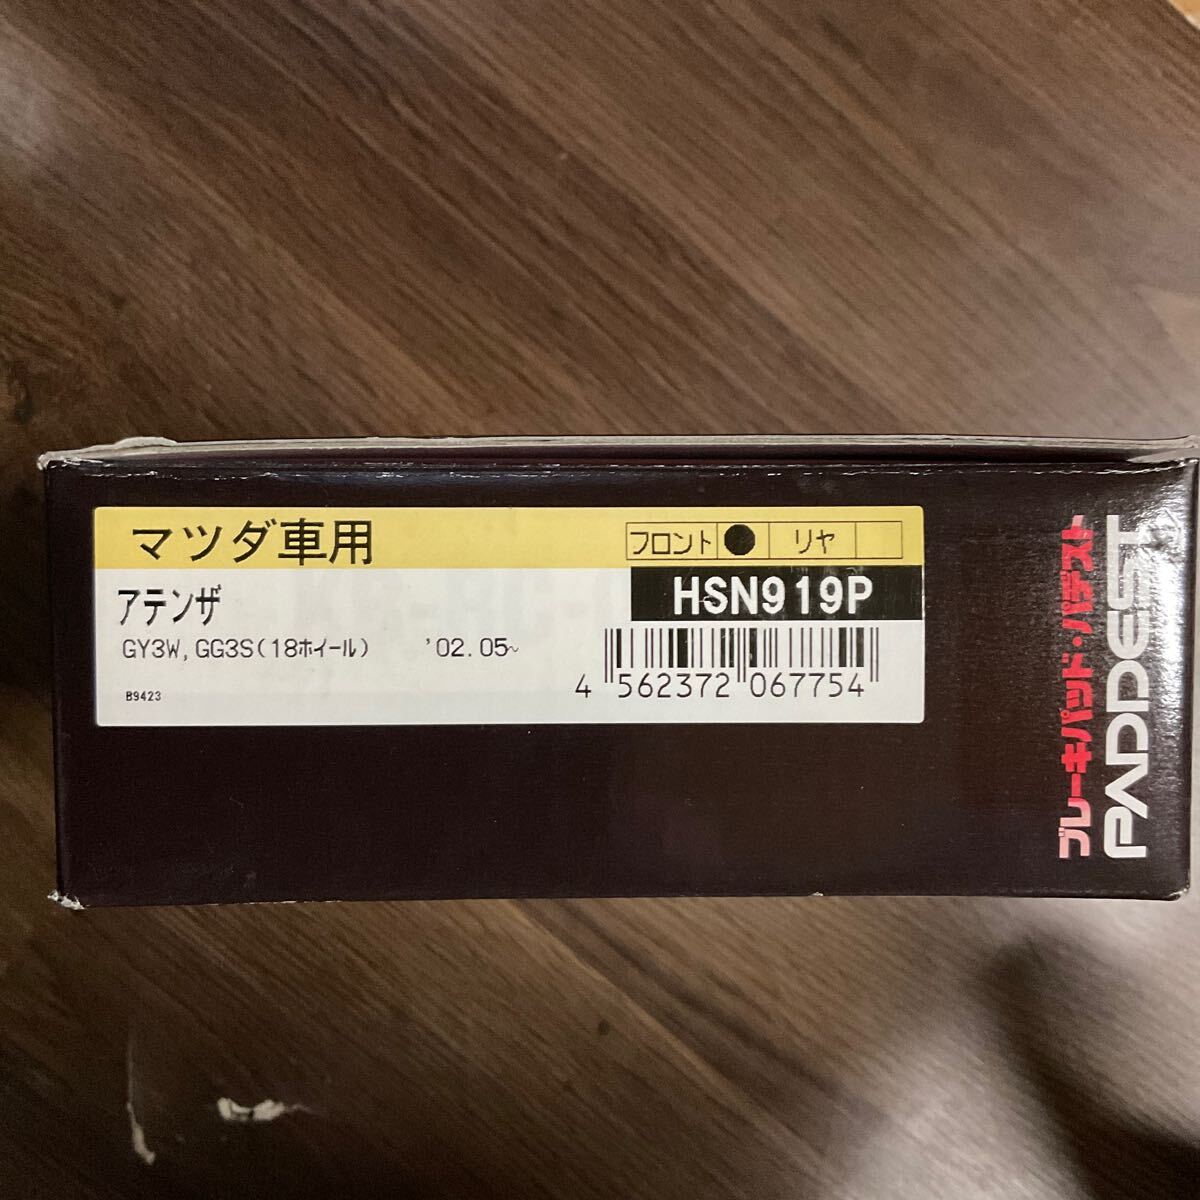 マツダ車用
フロント ● リヤ
アテンザ
HSN919P
GY3W,GG3S(18ホイール) '02.05~
B9423
4 562372 067754
ブレーキパッド・パデスト
PADDEST